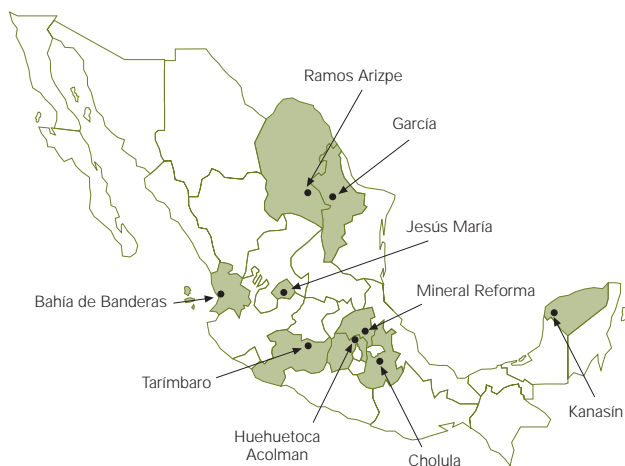 Ramos Arizpe
García
Jesús María
Bahía de Banderas
Mineral Reforma
Tarímbaro
Kanasín
Huehuetoca
Acolman
Cholula